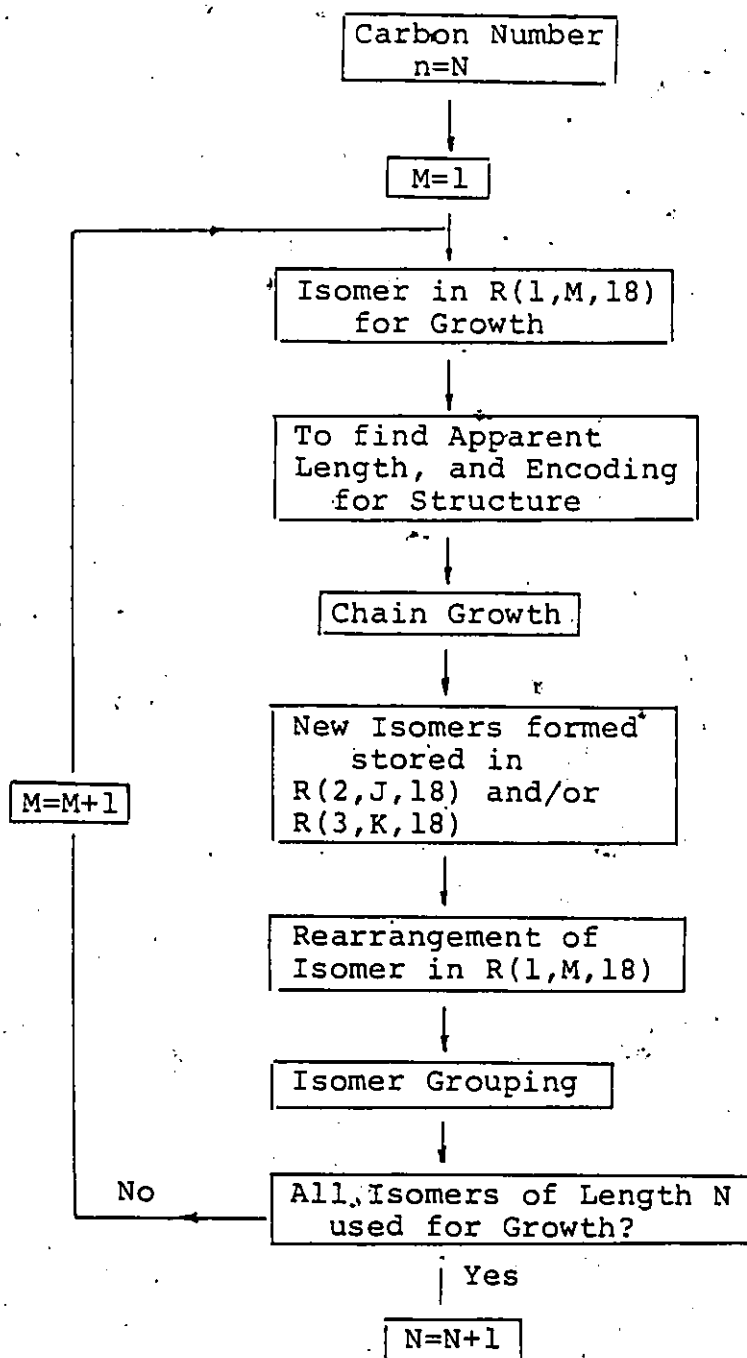 Carbon Number
n=N
M=1
Isomer in R(1,M,18)
for Growth
To find Apparent
Length, and Encoding
for Structure
Chain Growth
New Isomers formed
stored in
R(2,J,18) and/or
R(3,K,18)
M=M+1
Rearrangement of
Isomer in R(1,M,18)
Isomer Grouping
No
All Isomers of Length N
used for Growth?
Yes
N=N+1